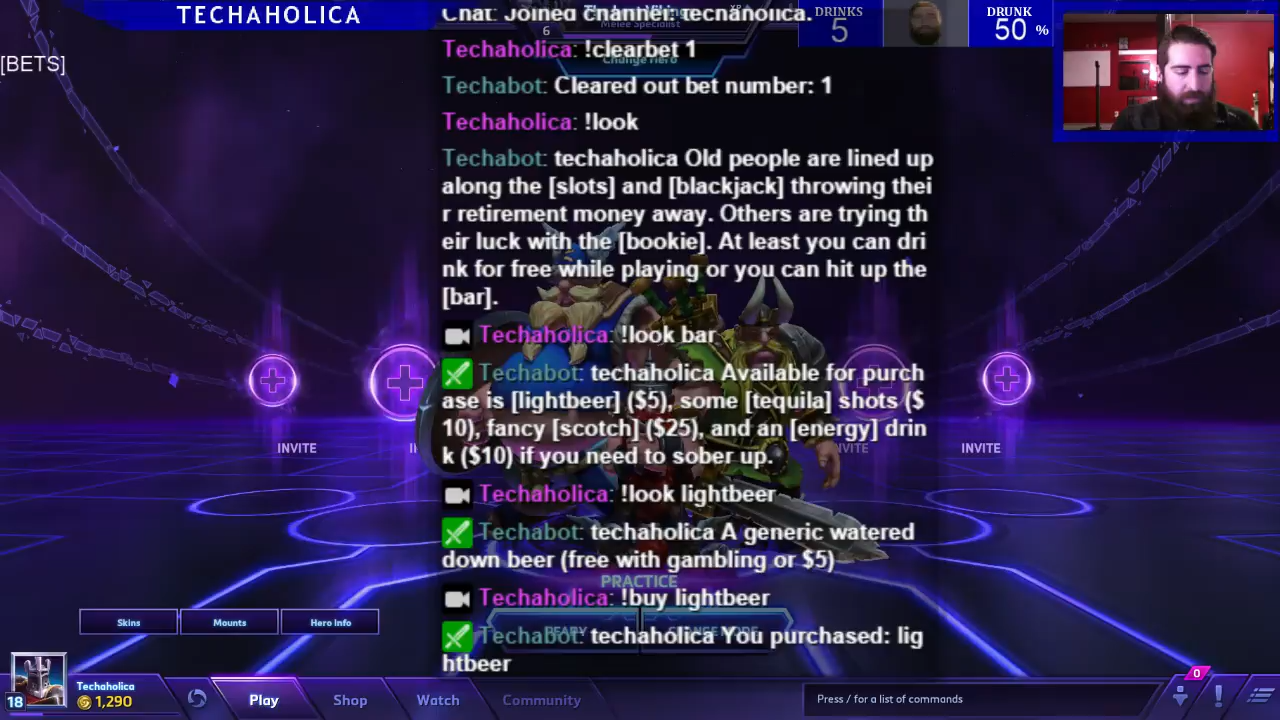 TECHAHOLICA
Chat: Joined channel: techaholica.
DRINKS
5
DRUNK
50 %
6
Melee Specialist
Change Hero
[BETS]
Techaholica: !clearbet 1
Techabot: Cleared out bet number: 1
Techaholica: !look
Techabot: techaholica Old people are lined up
along the [slots] and [blackjack] throwing thei
r retirement money away. Others are trying th
eir luck with the [bookie]. At least you can dri
nk for free while playing or you can hit up the
[bar].
Techaholica: !look bar
Techabot: techaholica Available for purch
ase is [lightbeer] ($5), some [tequila] shots ($
10), fancy [scotch] ($25), and an [energy] drin
k ($10) if you need to sober up.
INVITE
INVITE
INVITE
Techaholica: !look lightbeer
Techabot: techaholica A generic watered
down beer (free with gambling or $5)
PRACTICE
Techaholica: !buy lightbeer
READY
Techabot: techaholica You purchased: lig
htbeer
Skins
Mounts
Hero Info
18
Techaholica
1,290
Play
Shop
Watch
Community
Press / for a list of commands
0